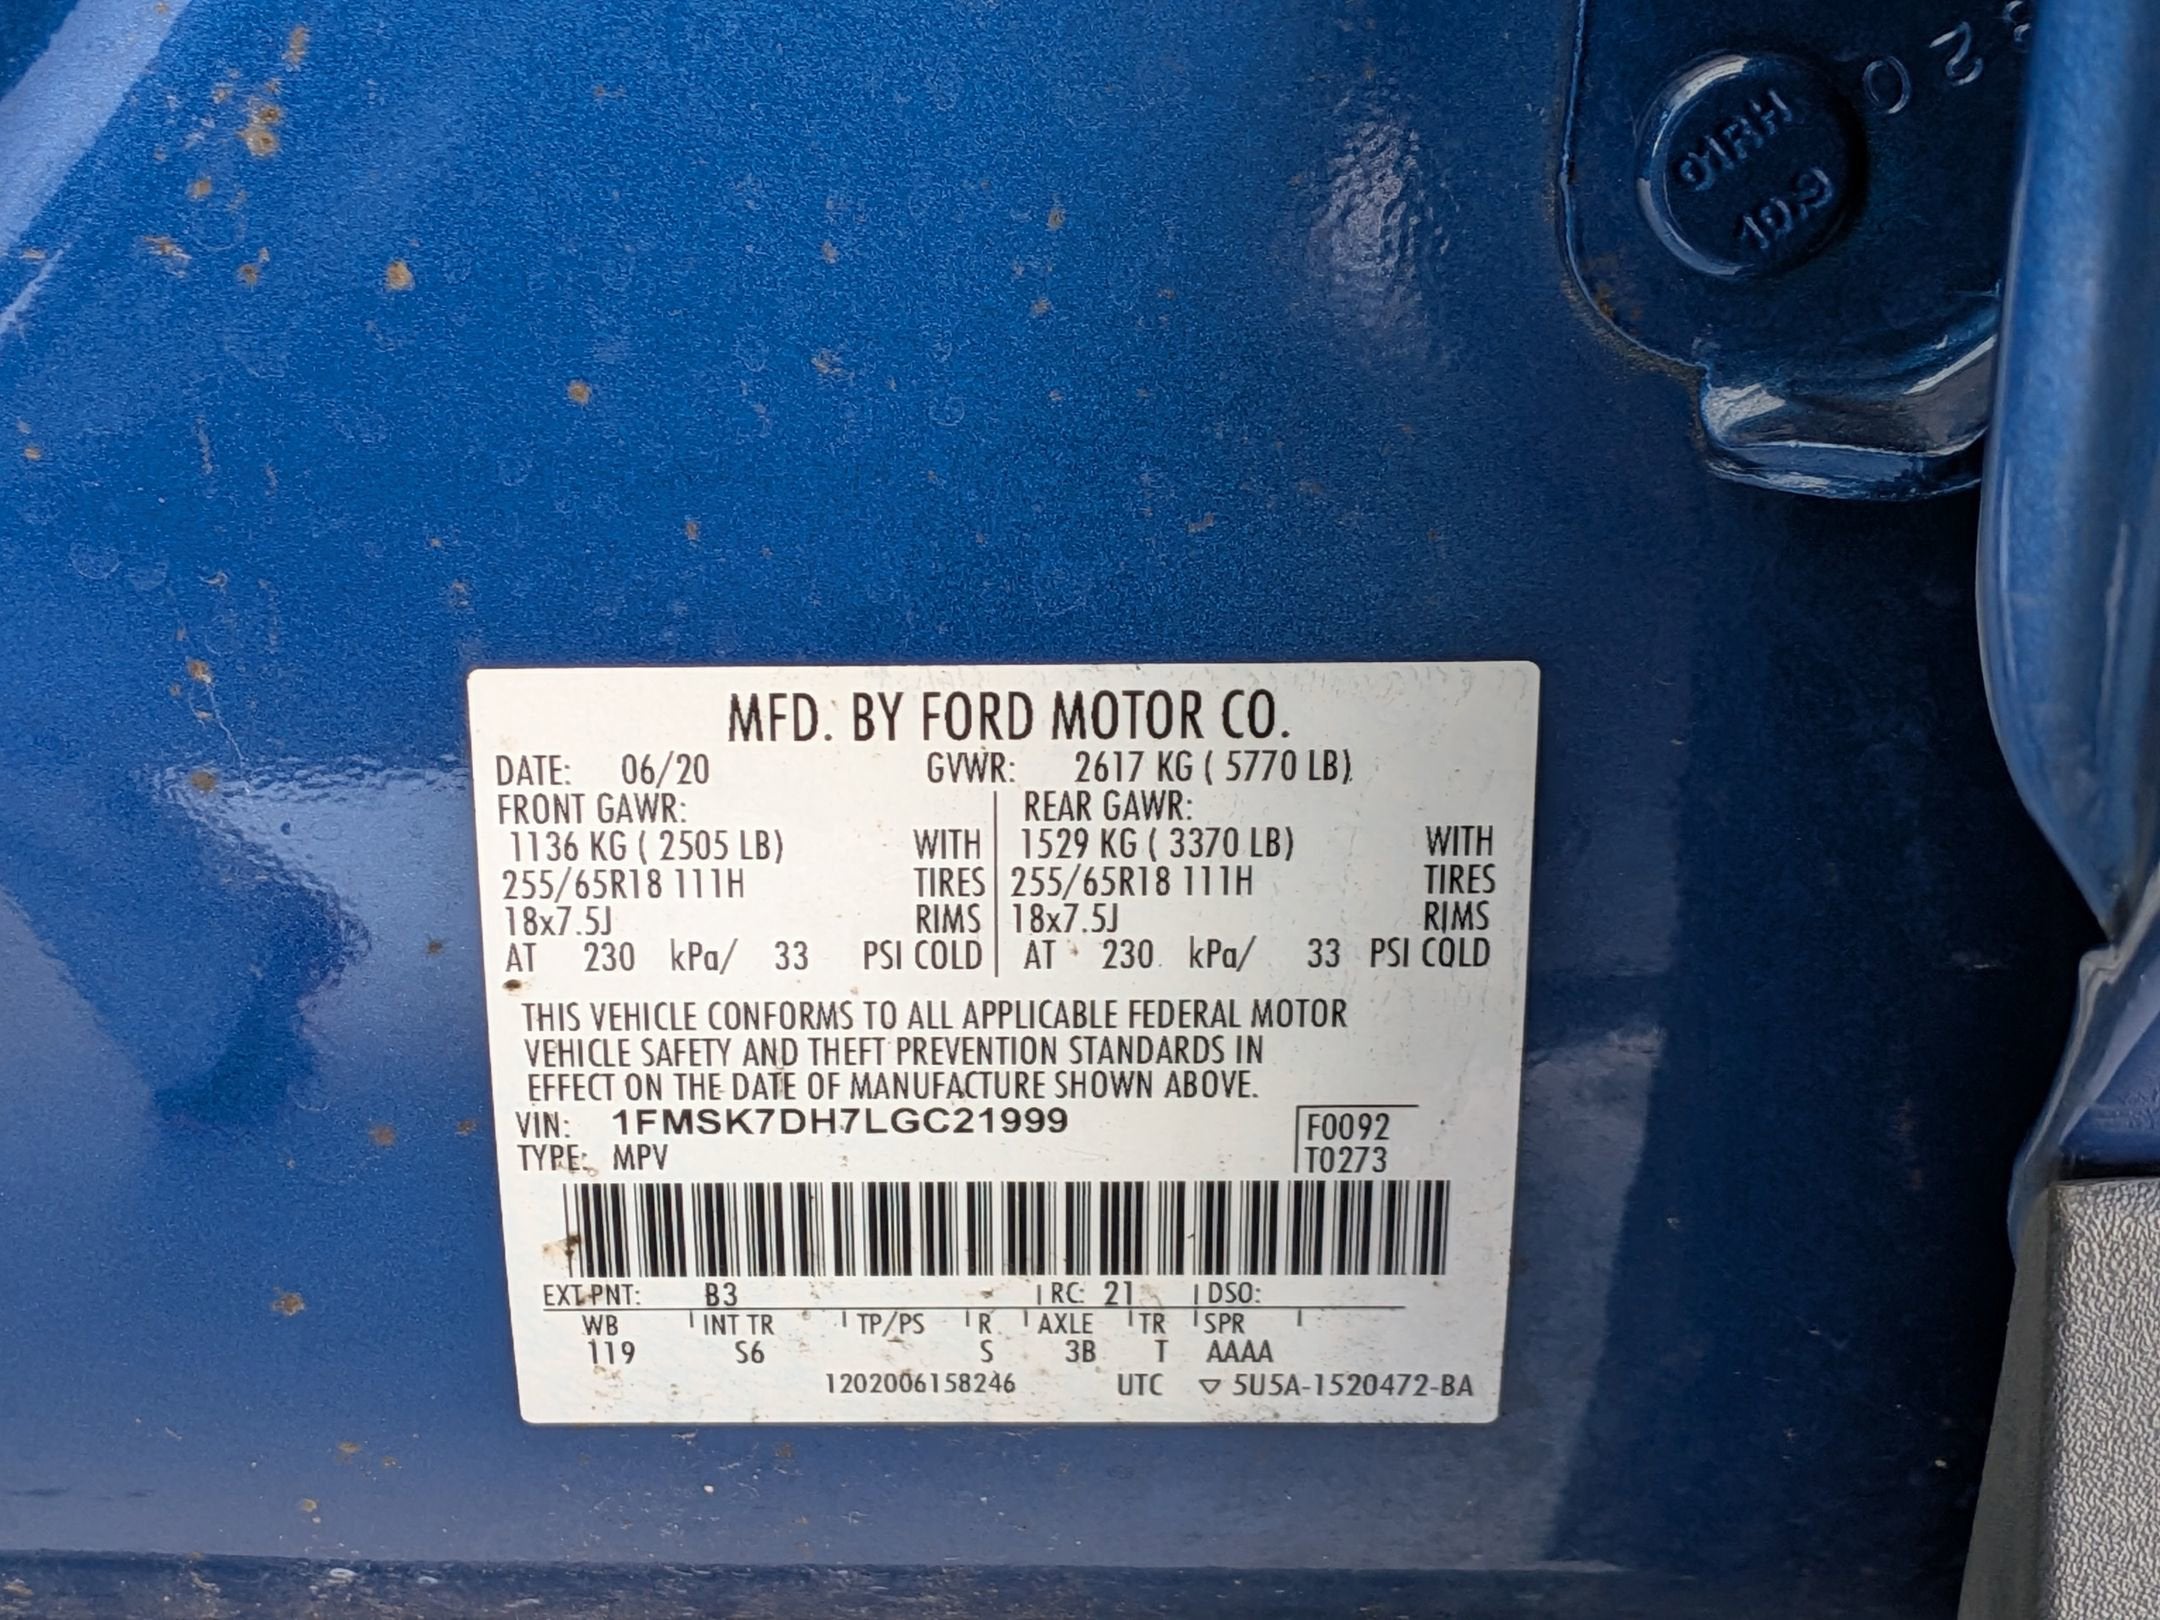 0 2
91RH
10.9
MFD. BY FORD MOTOR CO.
DATE: 06/20 GVWR: 2617 KG ( 5770 LB)
FRONT GAWR: REAR GAWR:
1136 KG ( 2505 LB) WITH 1529 KG ( 3370 LB) WITH
255/65R18 111H TIRES 255/65R18 111H TIRES
18x7.5J RIMS 18x7.5J RIMS
AT 230 kPa/ 33 PSI COLD AT 230 kPa/ 33 PSI COLD
THIS VEHICLE CONFORMS TO ALL APPLICABLE FEDERAL MOTOR
VEHICLE SAFETY AND THEFT PREVENTION STANDARDS IN
EFFECT ON THE DATE OF MANUFACTURE SHOWN ABOVE.
VIN: 1FMSK7DH7LGC21999 F0092
TYPE: MPV T0273
EXT PNT: B3 RC: 21 DSO:
WB INT TR TP/PS R AXLE TR SPR
119 S6 S 3B T AAAA
1202006158246 UTC ▽ 5U5A-1520472-BA